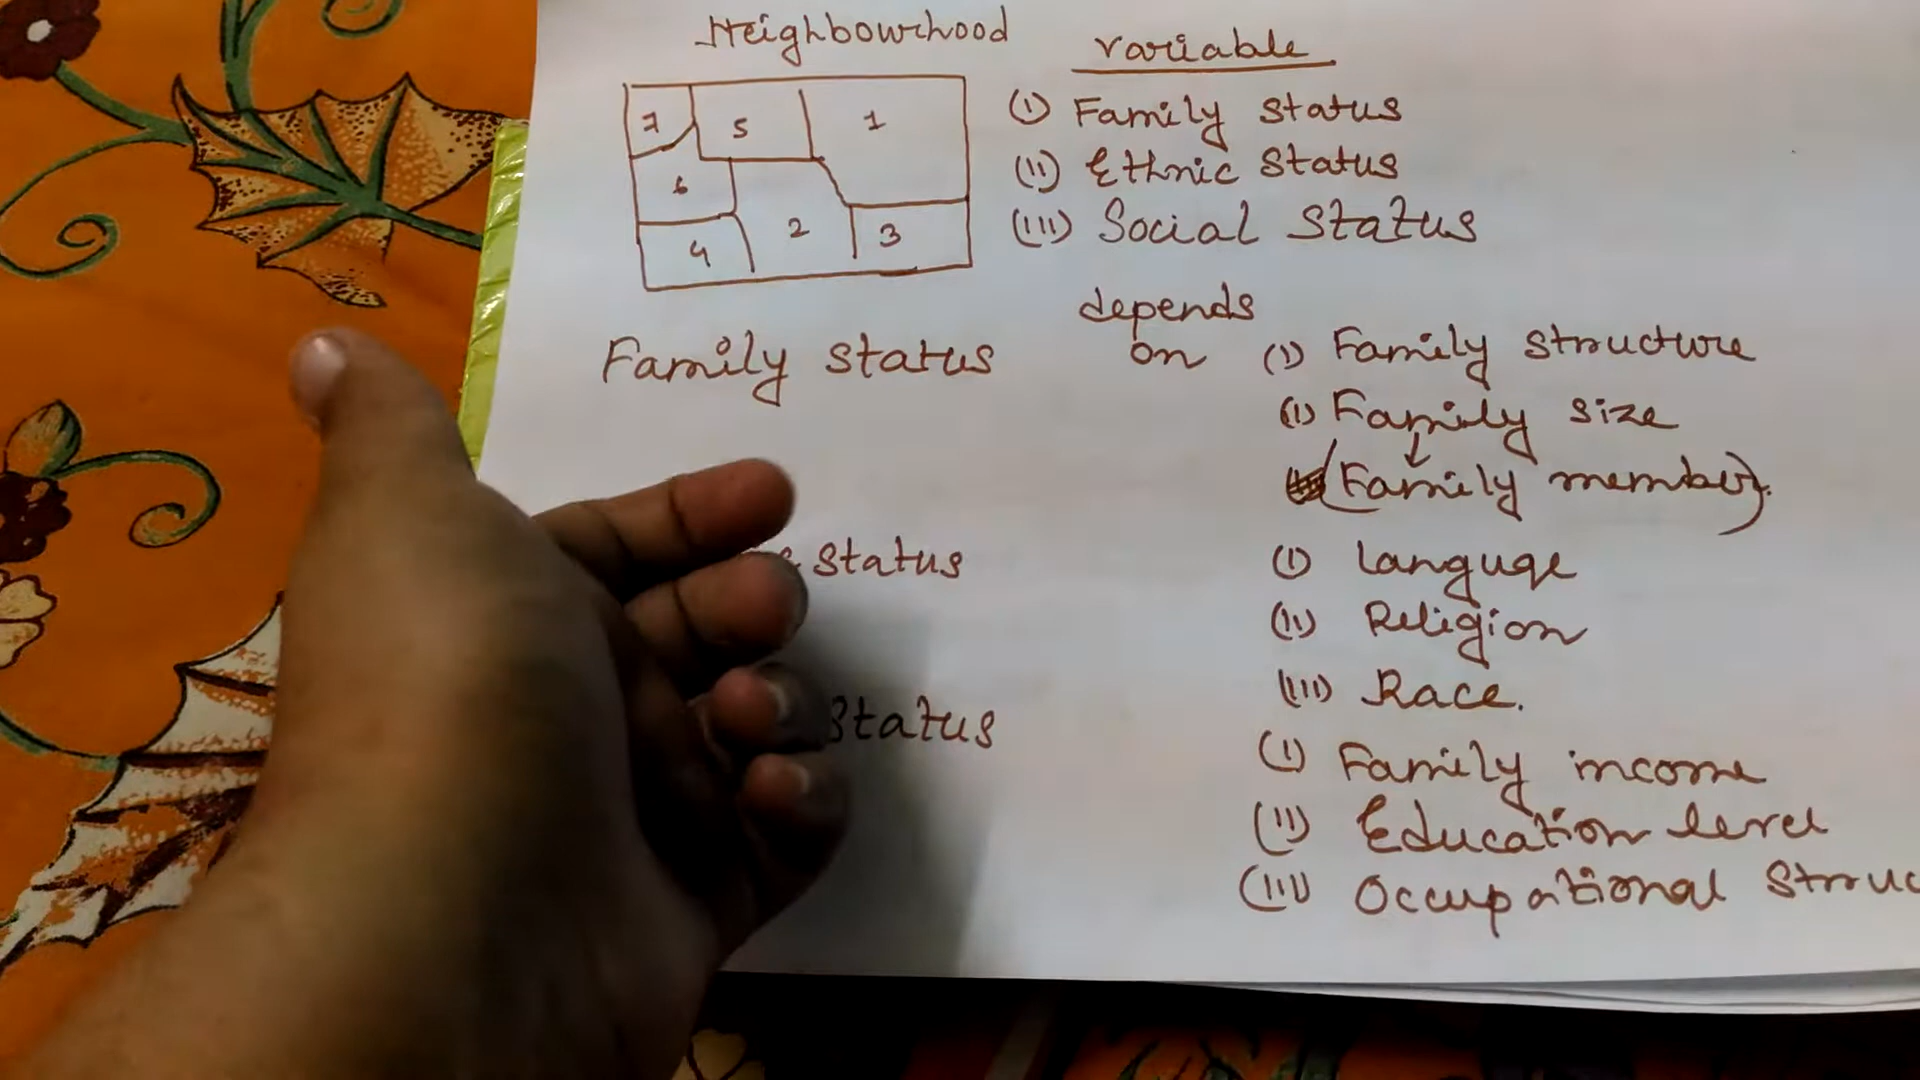 Neighbourhood
variable
7 5 1
6
4 2 3
(I) Family Status
(II) Ethnic Status
(III) Social Status
Family Status
depends
on
(I) Family Structure
(II) Family Size
(Family member).
Status
(I) Languge
(II) Religion
(III) Race.
Status
(I) Family income
(II) Education level
(III) Occupational Struc